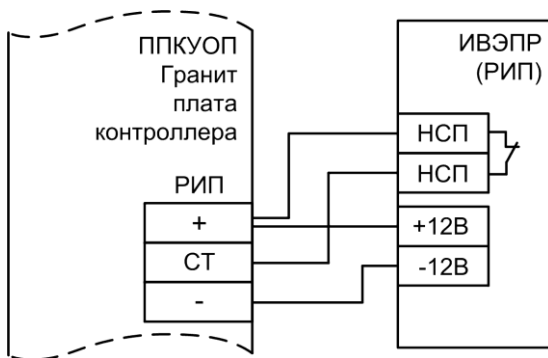 ППКУОП
Гранит
плата
контроллера
РИП
+
СТ
-
ИВЭПР
(РИП)
НСП
НСП
+12В
-12В